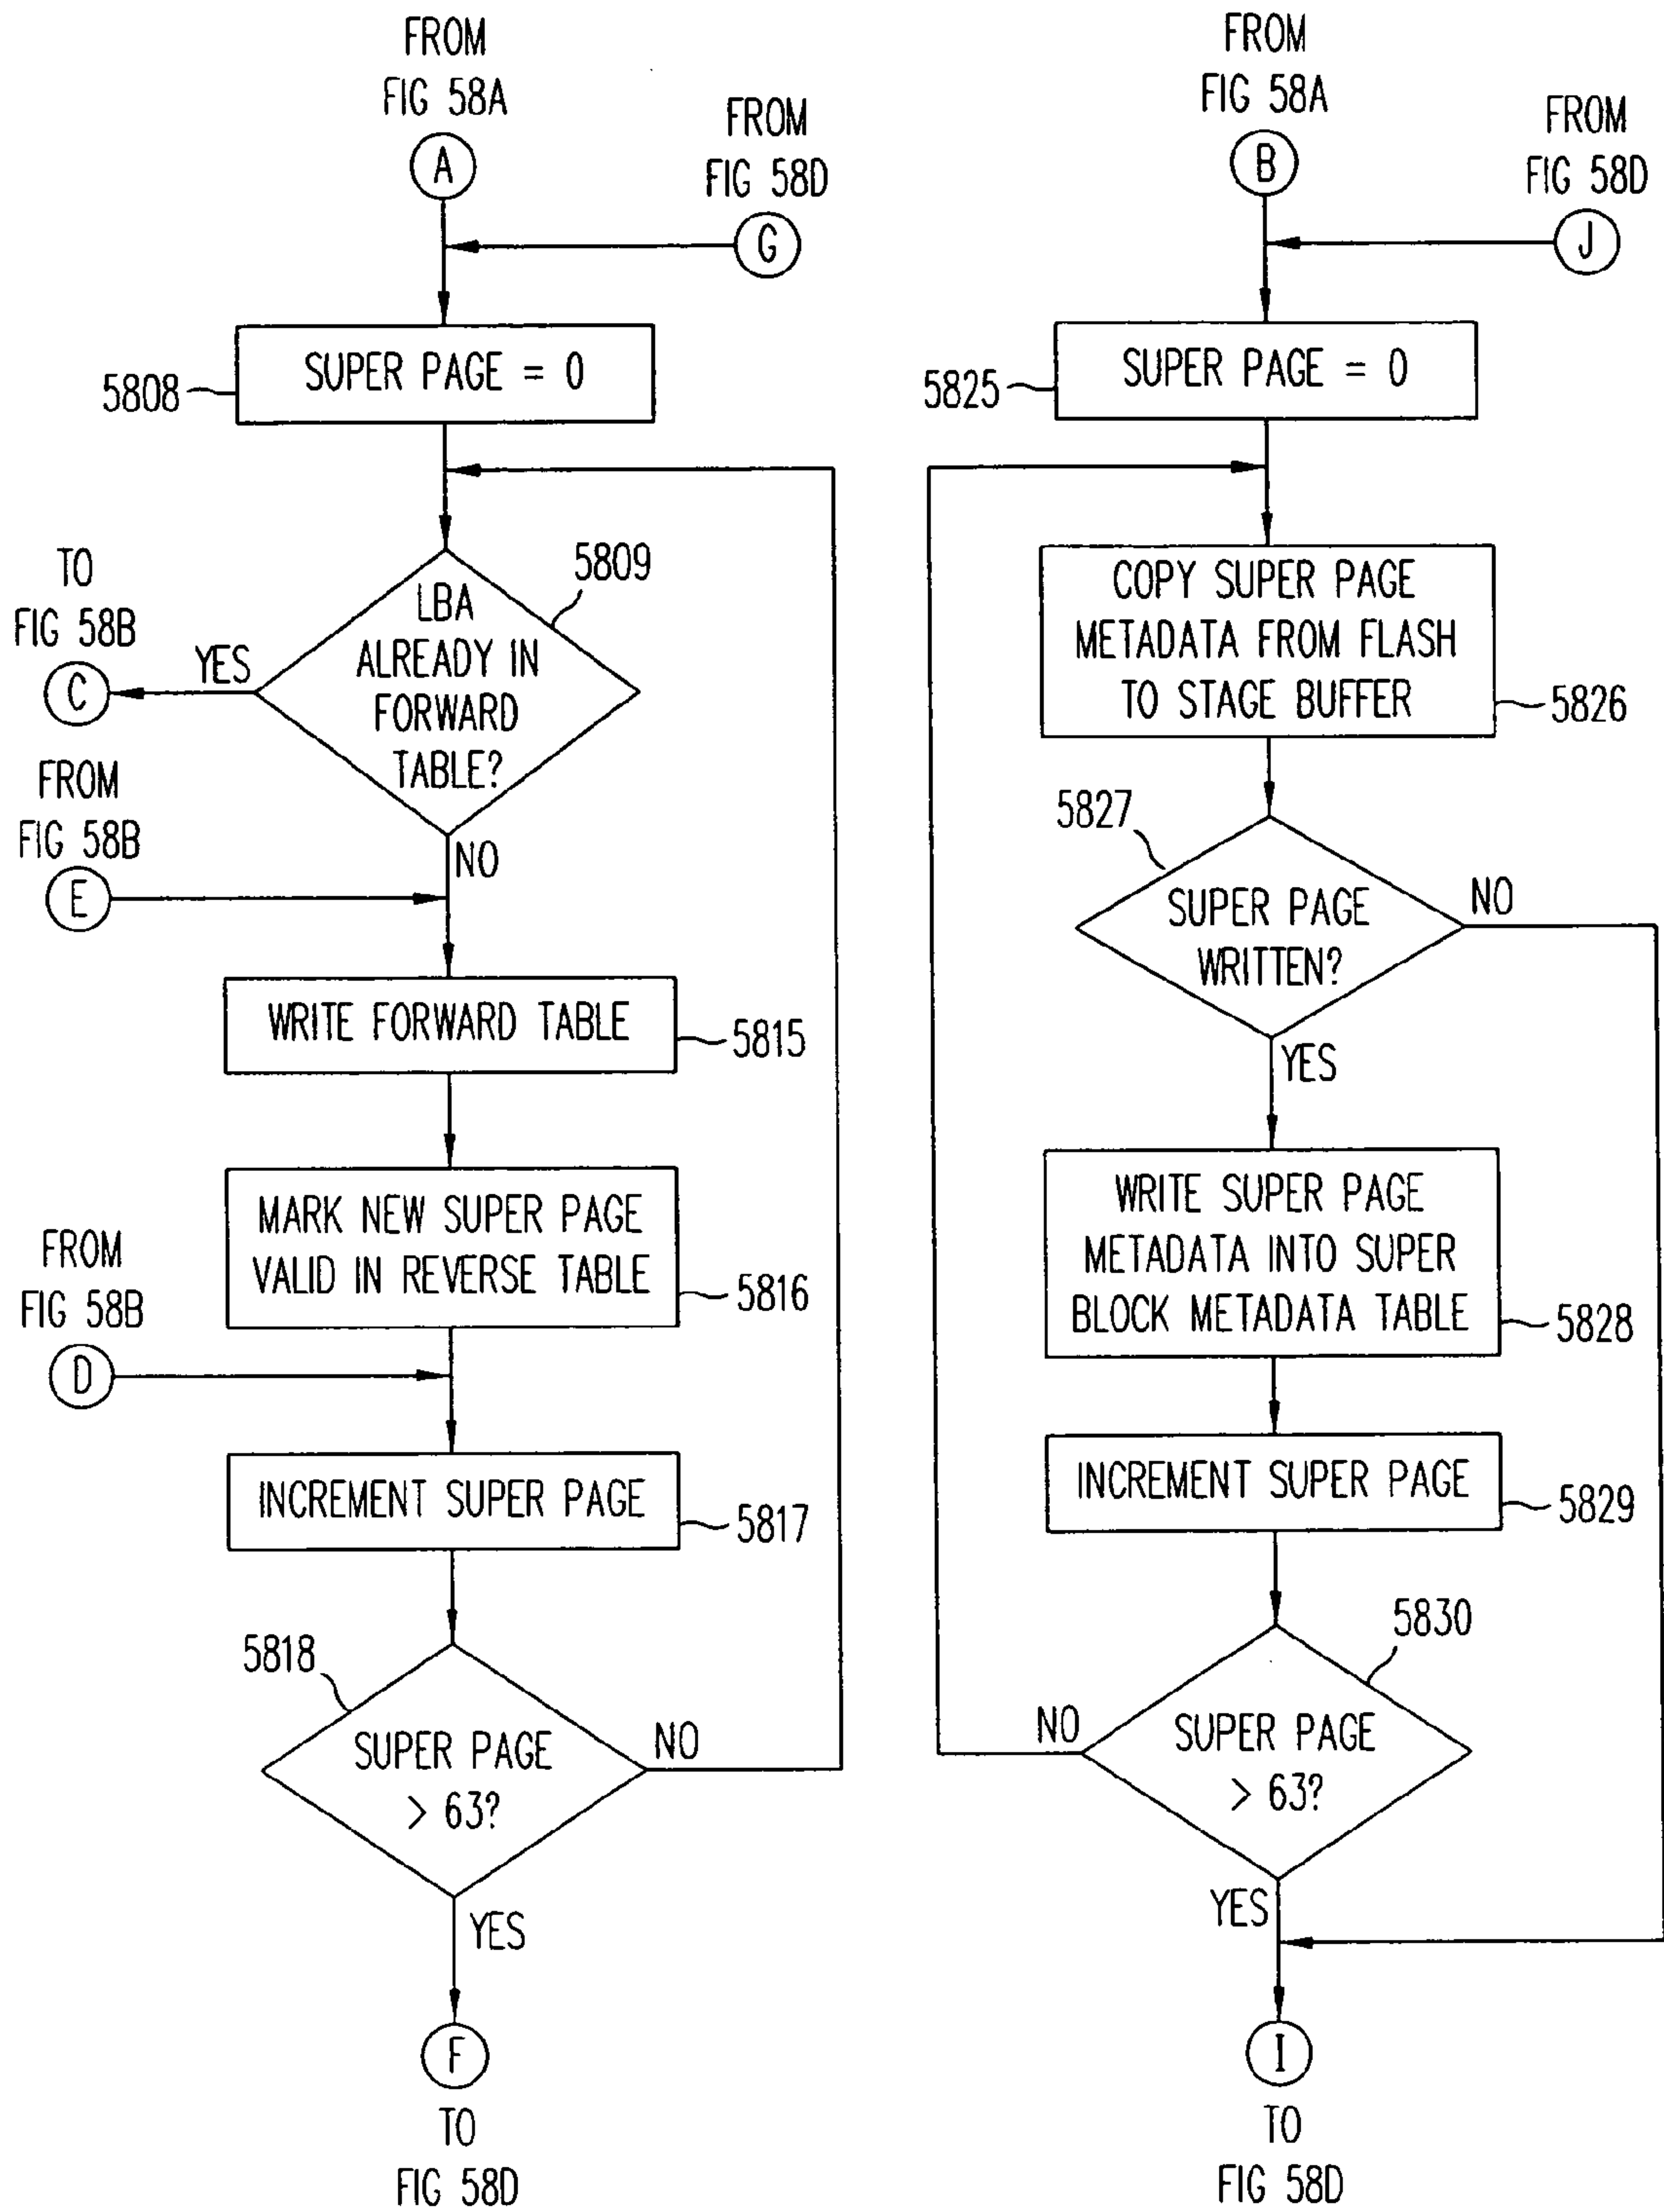 FROM
FIG 58A
A
FROM
FIG 58D
G
SUPER PAGE = 0
5808
5809
LBA
ALREADY IN
FORWARD
TABLE?
TO
FIG 58B
C
YES
NO
FROM
FIG 58B
E
WRITE FORWARD TABLE
5815
MARK NEW SUPER PAGE
VALID IN REVERSE TABLE
5816
FROM
FIG 58B
D
INCREMENT SUPER PAGE
5817
5818
SUPER PAGE
> 63?
NO
YES
F
TO
FIG 58D
FROM
FIG 58A
B
FROM
FIG 58D
J
SUPER PAGE = 0
5825
COPY SUPER PAGE
METADATA FROM FLASH
TO STAGE BUFFER
5826
5827
SUPER PAGE
WRITTEN?
NO
YES
WRITE SUPER PAGE
METADATA INTO SUPER
BLOCK METADATA TABLE
5828
INCREMENT SUPER PAGE
5829
5830
SUPER PAGE
> 63?
NO
YES
I
TO
FIG 58D